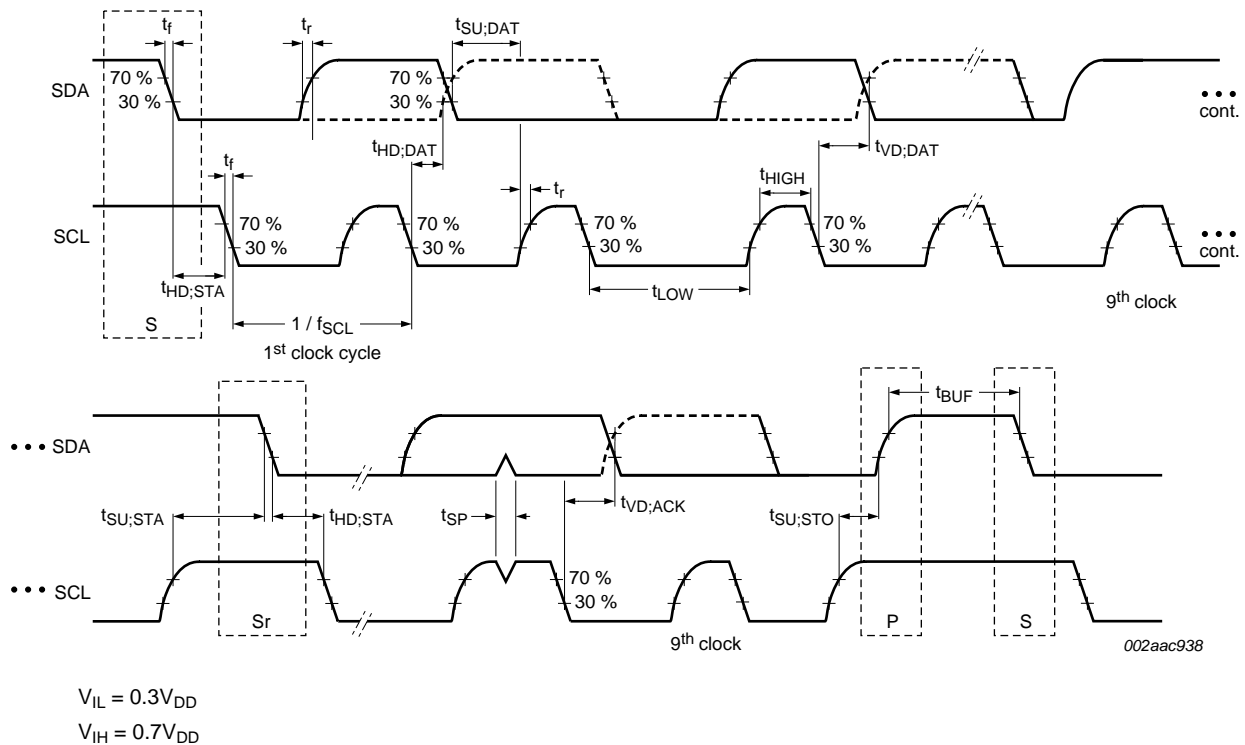 tf
tr
tSU;DAT
SDA
70 %
30 %
70 %
30 %
••• cont.
tHD;DAT
tVD;DAT
tf
tr
tHIGH
SCL
70 %
30 %
70 %
30 %
70 %
30 %
••• cont.
tHD;STA
tLOW
S
1 / fSCL
1st clock cycle
9th clock
tBUF
••• SDA
tSU;STA
tHD;STA
tSP
tVD;ACK
tSU;STO
••• SCL
70 %
30 %
Sr
9th clock
P
S
002aac938
VIL = 0.3VDD
VIH = 0.7VDD